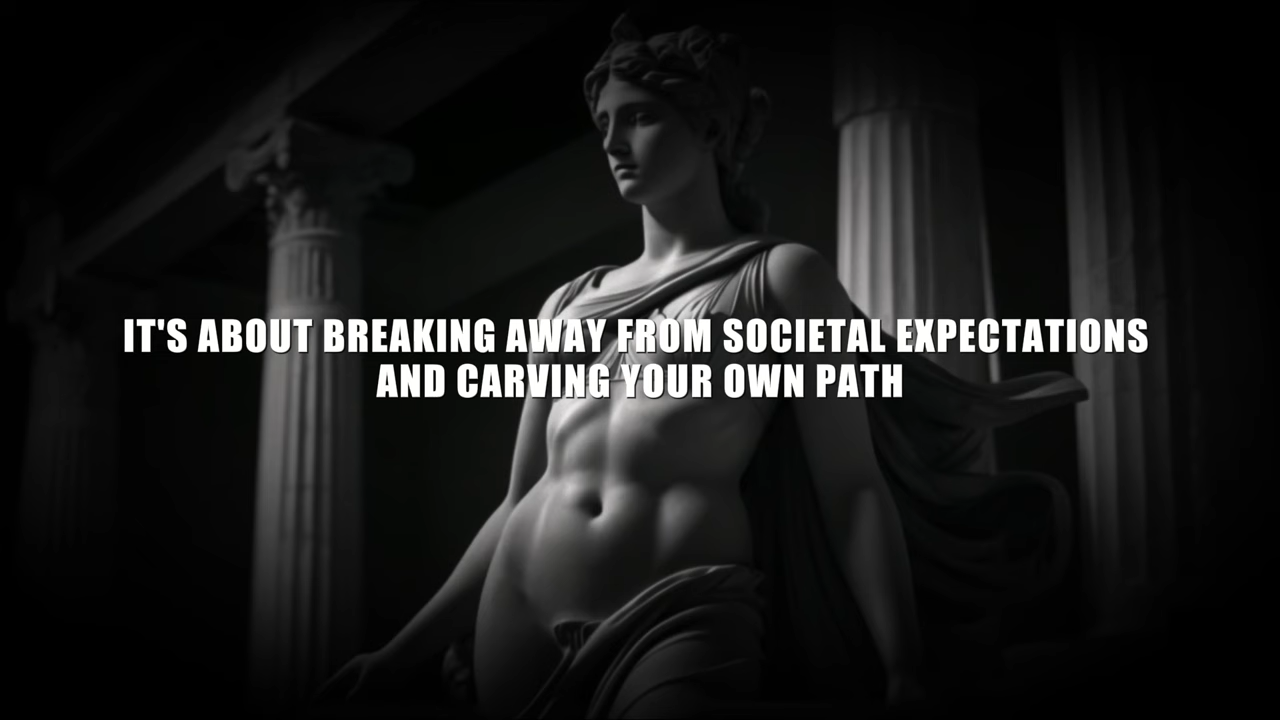 IT'S ABOUT BREAKING AWAY FROM SOCIETAL EXPECTATIONS
AND CARVING YOUR OWN PATH